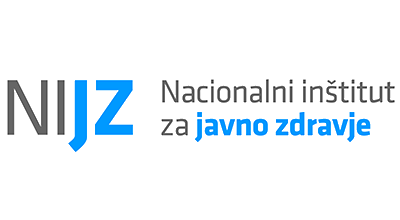 NIJZ
Nacionalni inštitut
za javno zdravje